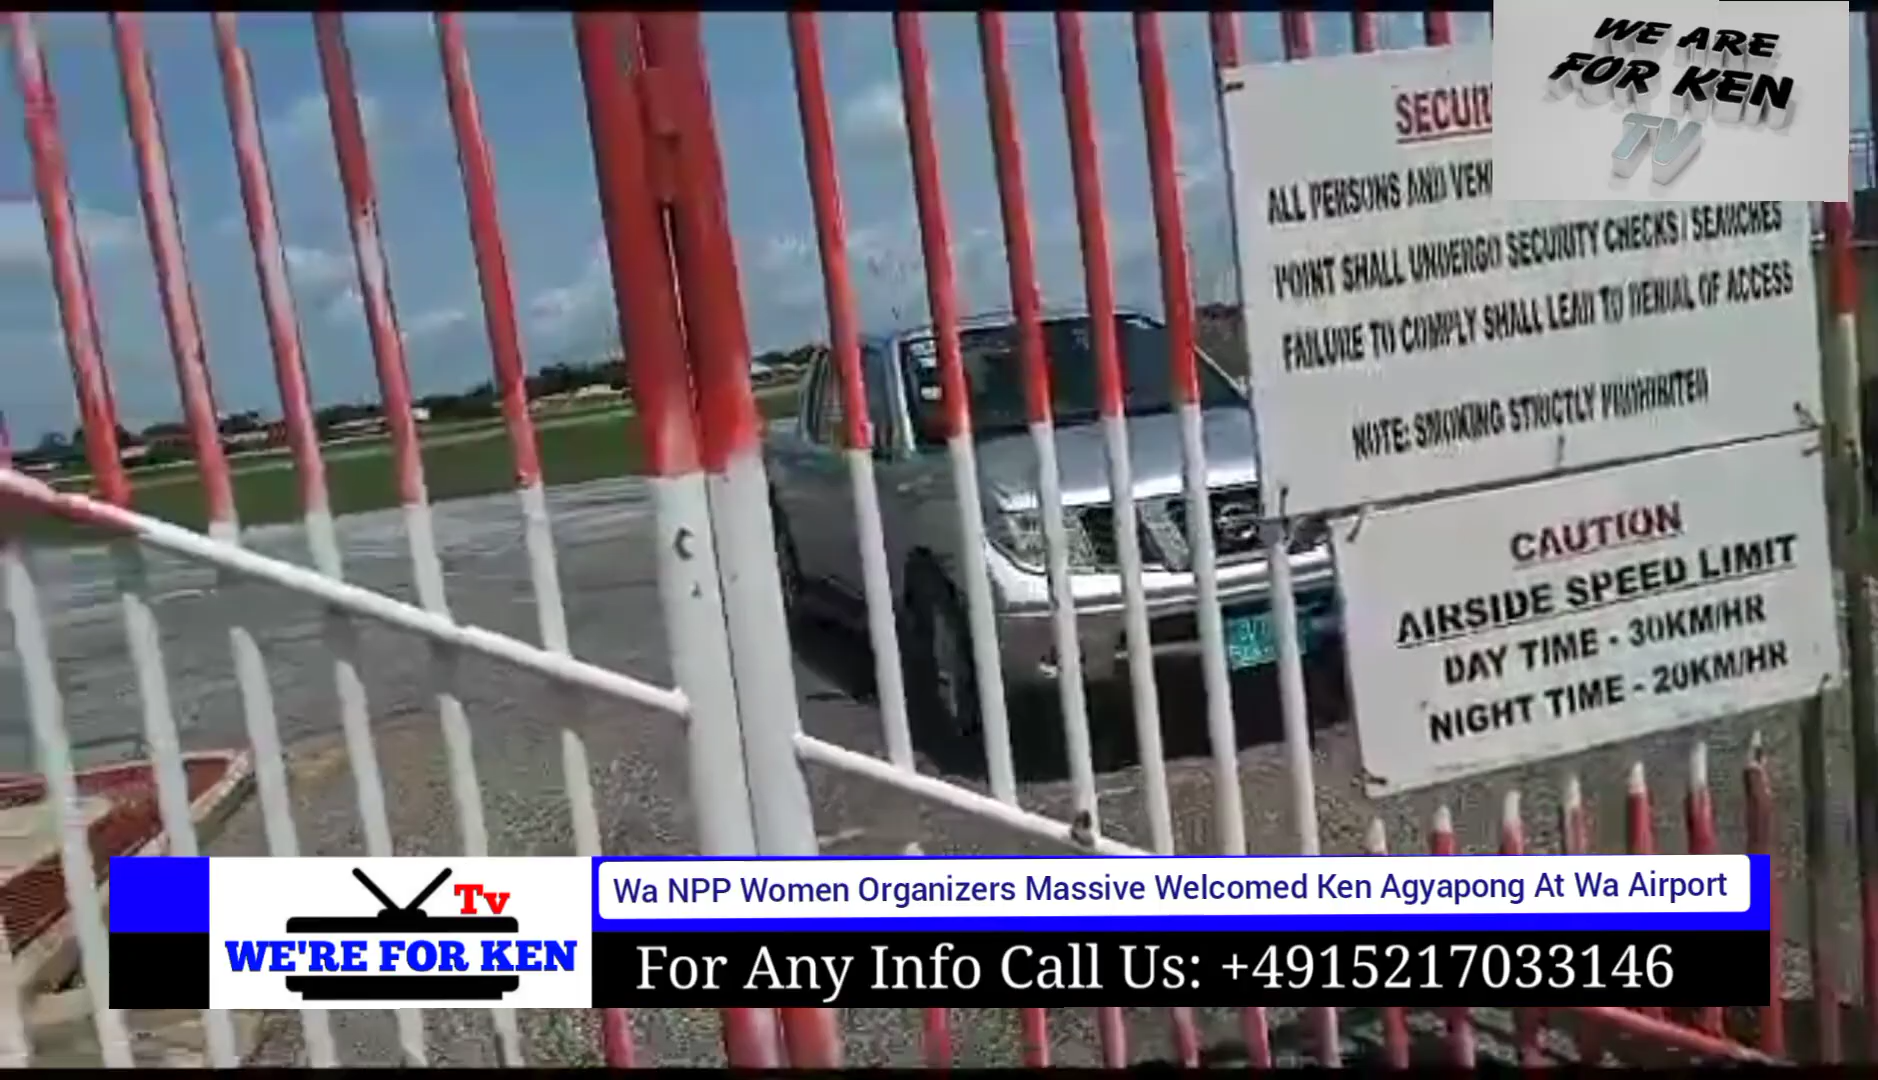 WE ARE
FOR KEN
TV
SECUR
ALL PERSONS AND VEH
POINT SHALL UNDERGO SECURITY CHECKS / SEARCHES
FAILURE TO COMPLY SHALL LEAD TO DENIAL OF ACCESS
NOTE: SMOKING STRICTLY PROHIBITED
CAUTION
AIRSIDE SPEED LIMIT
DAY TIME - 30KM/HR
NIGHT TIME - 20KM/HR
Tv
WE'RE FOR KEN
Wa NPP Women Organizers Massive Welcomed Ken Agyapong At Wa Airport
For Any Info Call Us: +4915217033146